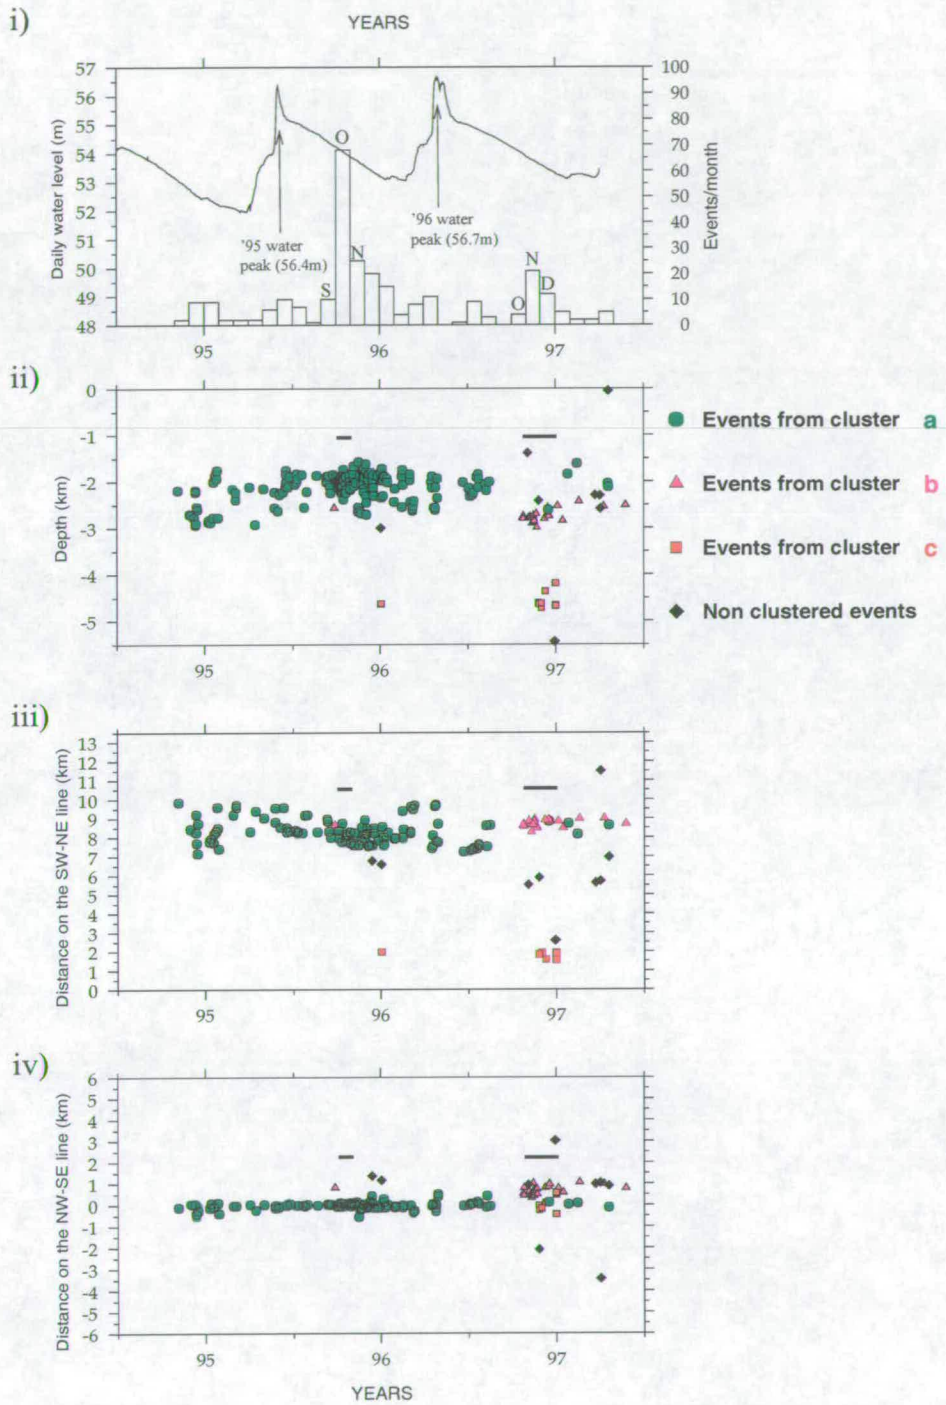 i)
YEARS
57
56
55
54
53
52
51
50
49
48
Daily water level (m)
100
90
80
70
60
50
40
30
20
10
0
Events/month
O
'95 water
peak (56.4m)
'96 water
peak (56.7m)
S
N
O
N
D
95
96
97
ii)
0
-1
-2
-3
-4
-5
Depth (km)
95
96
97
Events from cluster a
Events from cluster b
Events from cluster c
Non clustered events
iii)
13
12
11
10
9
8
7
6
5
4
3
2
1
0
Distance on the SW-NE line (km)
95
96
97
iv)
6
5
4
3
2
1
0
-1
-2
-3
-4
-5
-6
Distance on the NW-SE line (km)
95
96
97
YEARS